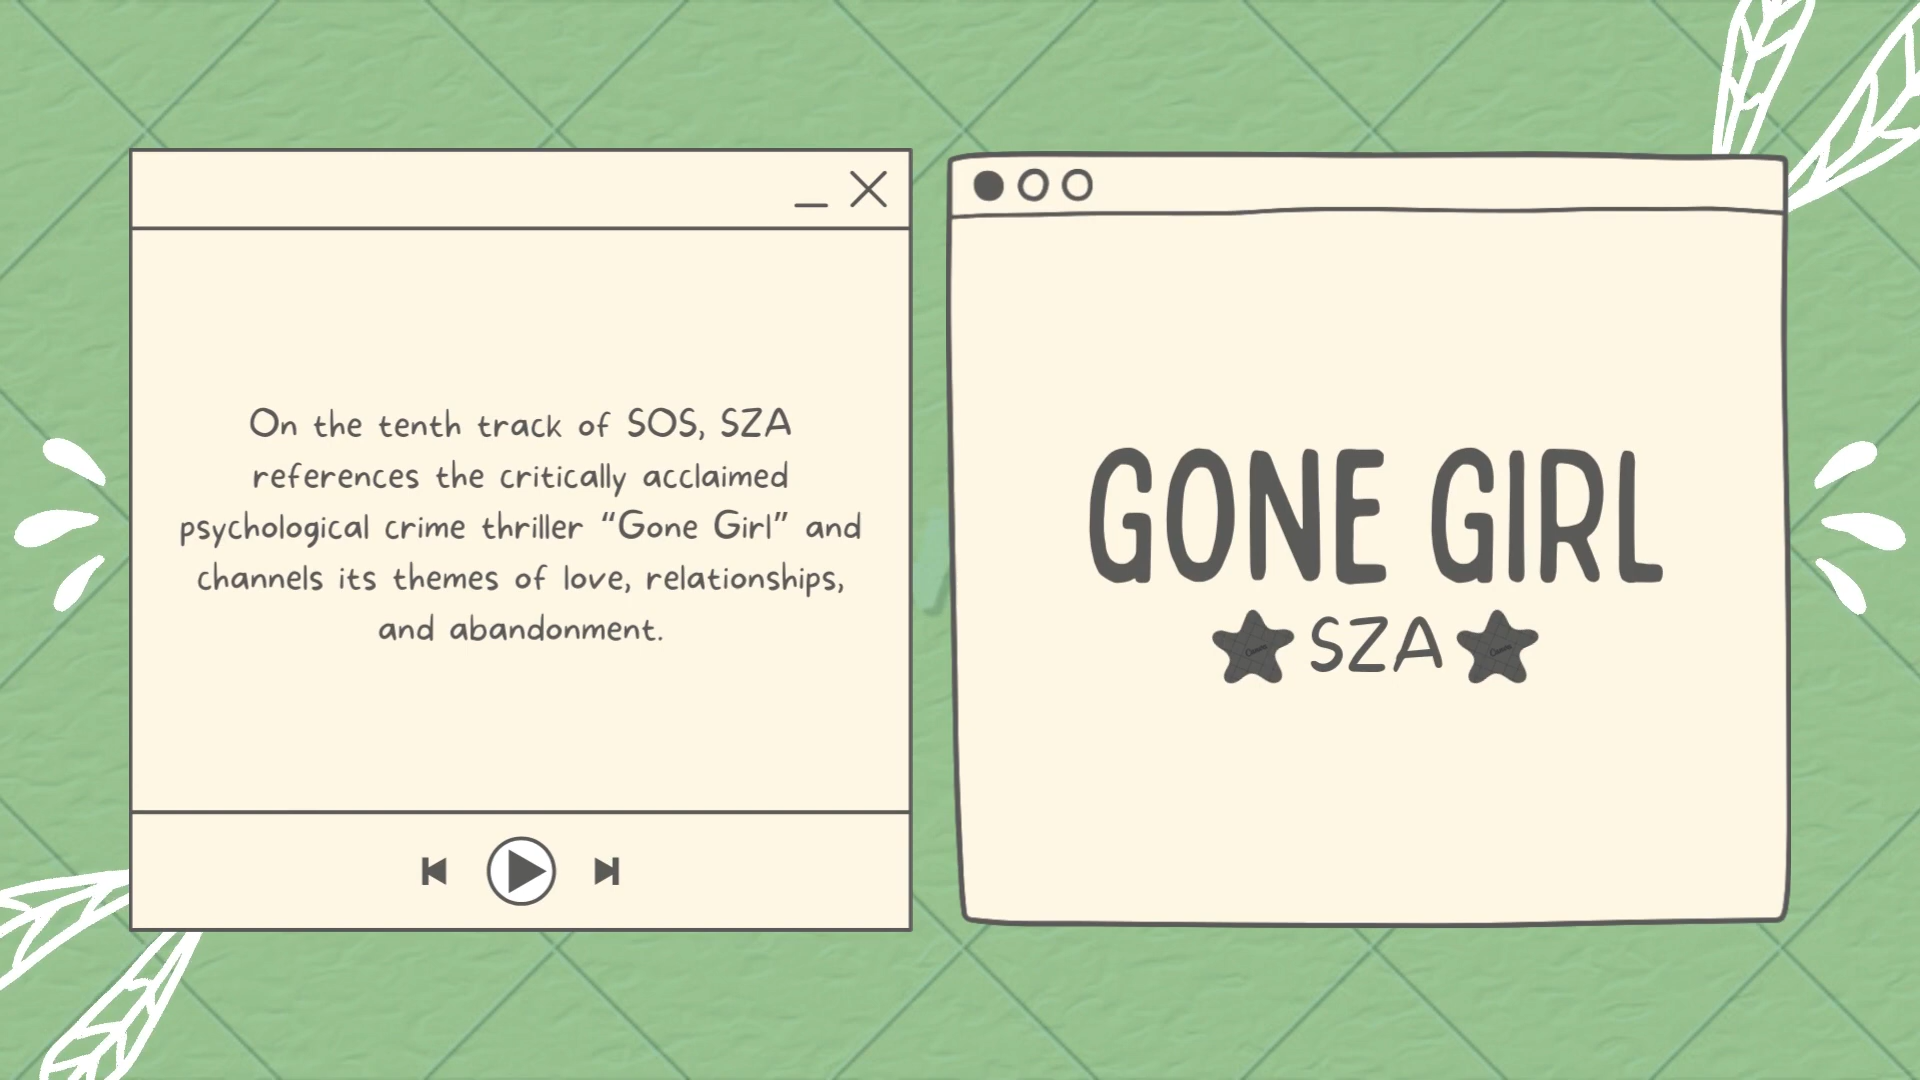 On the tenth track of SOS, SZA
references the critically acclaimed
psychological crime thriller “Gone Girl” and
channels its themes of love, relationships,
and abandonment.
GONE GIRL
SZA